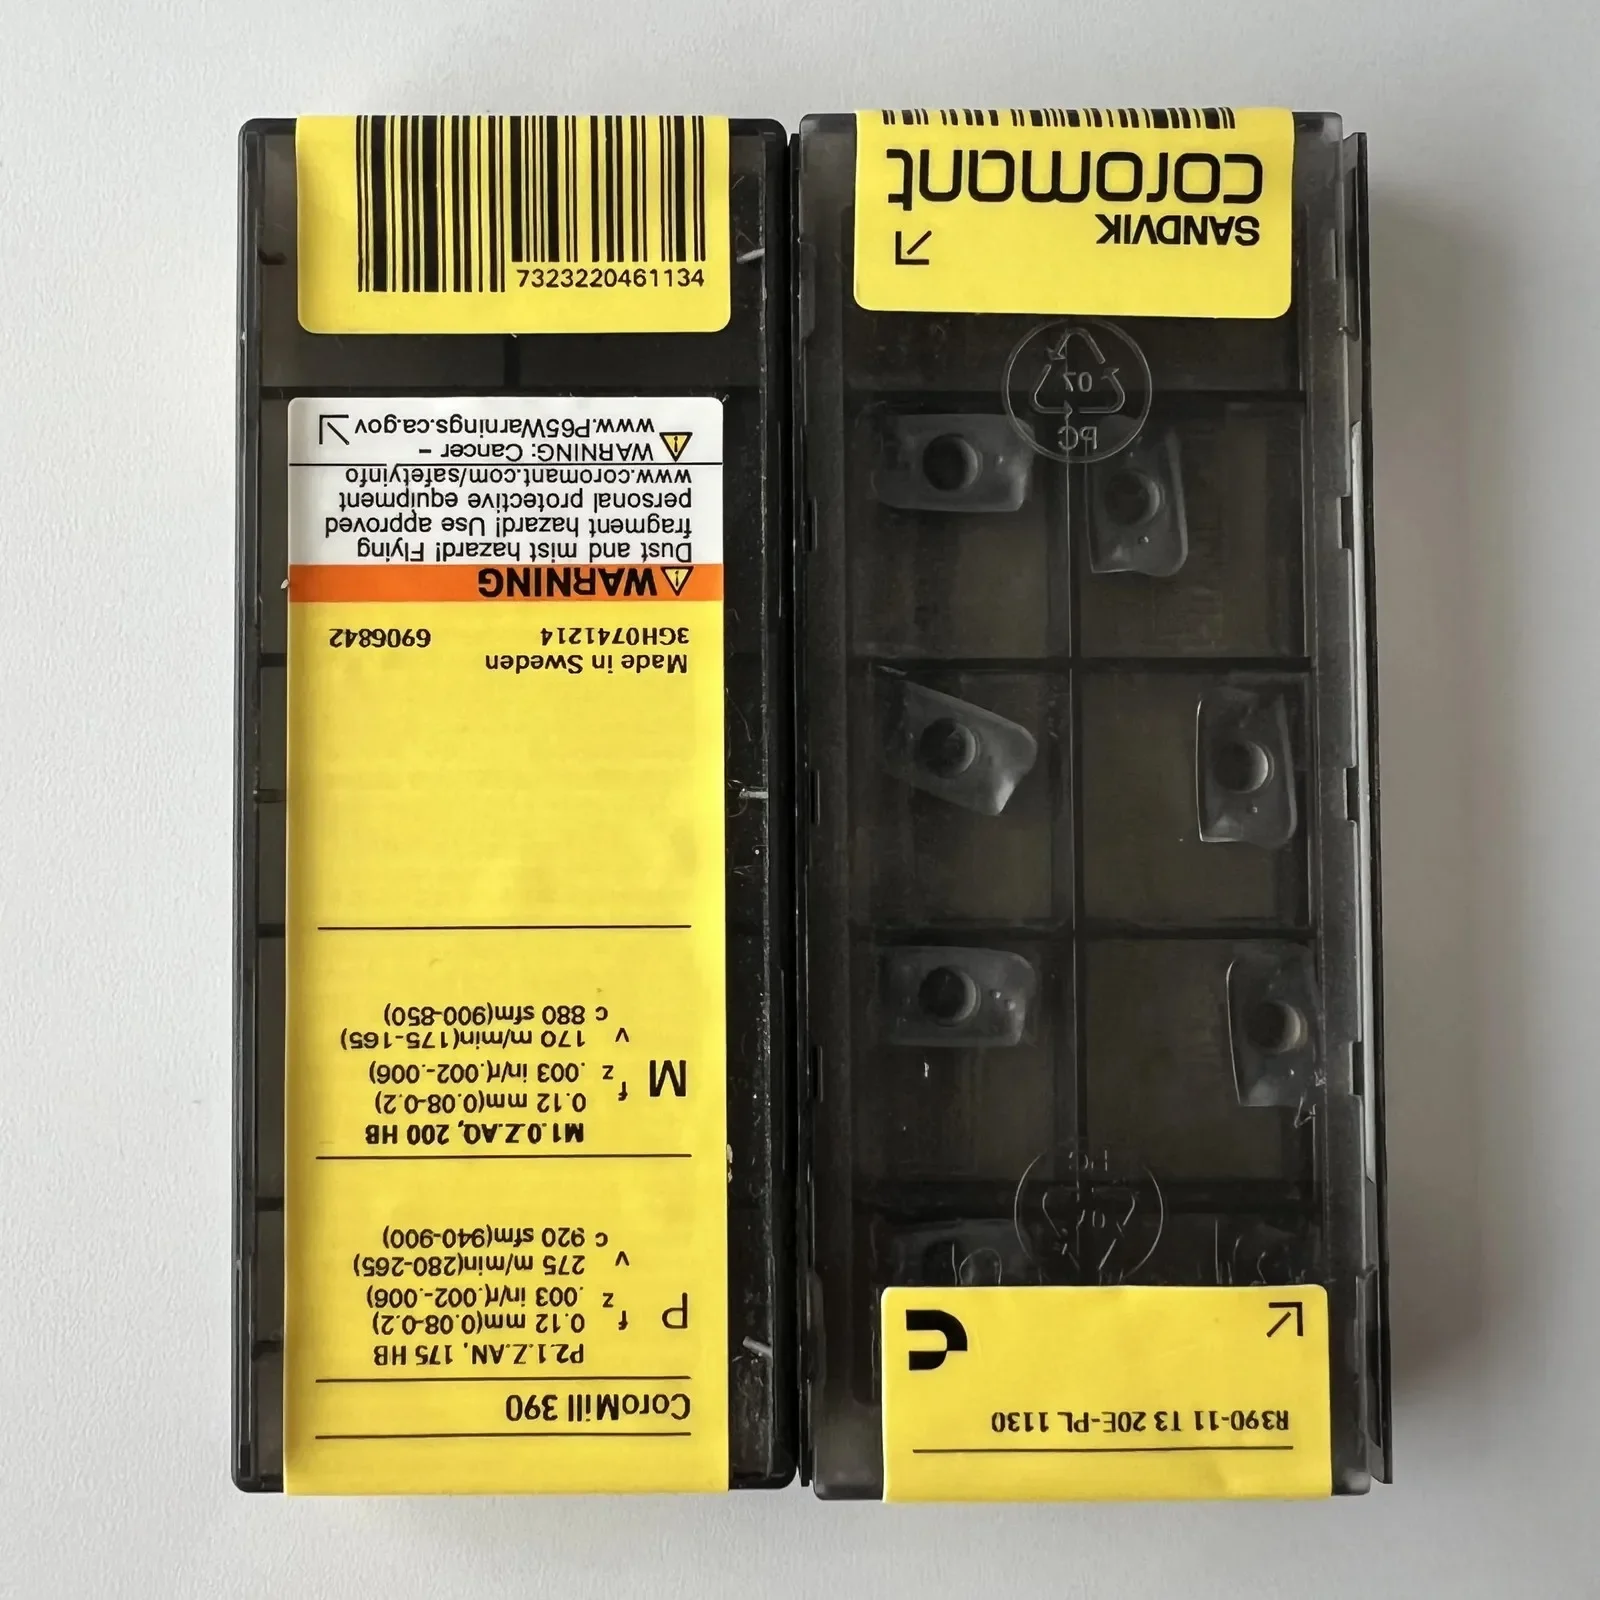 7323220461134
www.P65Warnings.ca.gov
WARNING: Cancer –
www.coromant.com/safetyinfo
personal protective equipment
fragment hazard! Use approved
Dust and mist hazard! Flying
WARNING
3GH0741214 6906842
Made in Sweden
c 880 sfm(900-850)
v 170 m/min(175-165)
z .003 in/r(.002-.006)
M f
0.12 mm(0.08-0.2)
M1.0.Z.AQ, 200 HB
c 920 sfm(940-900)
v 275 m/min(280-265)
z .003 in/r(.002-.006)
P f 0.12 mm(0.08-0.2)
P2.1.Z.AN, 175 HB
CoroMill 390
coromant
SANDVIK
07
PC
PC
07
R390-11 T3 20E-PL 1130